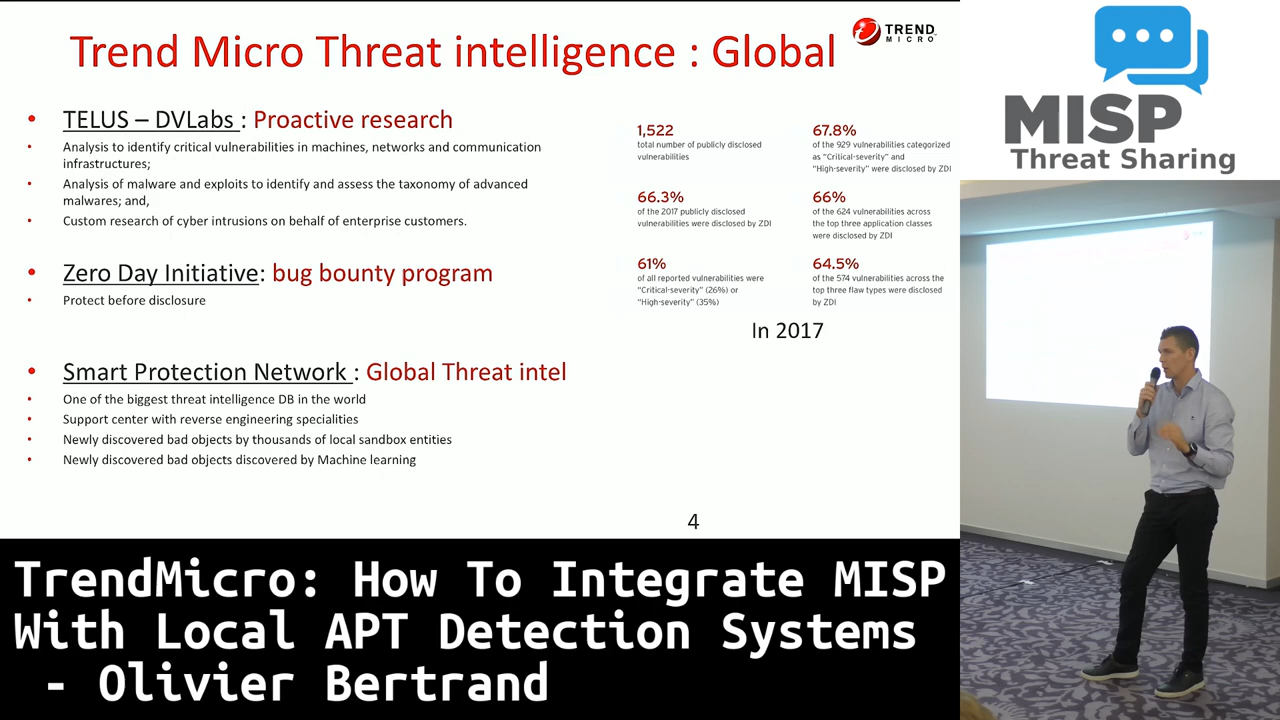 Trend Micro Threat intelligence : Global
TREND
MICRO
• TELUS – DVLabs : Proactive research
• Analysis to identify critical vulnerabilities in machines, networks and communication
infrastructures;
• Analysis of malware and exploits to identify and assess the taxonomy of advanced
malwares; and,
• Custom research of cyber intrusions on behalf of enterprise customers.
• Zero Day Initiative: bug bounty program
• Protect before disclosure
• Smart Protection Network : Global Threat intel
• One of the biggest threat intelligence DB in the world
• Support center with reverse engineering specialities
• Newly discovered bad objects by thousands of local sandbox entities
• Newly discovered bad objects discovered by Machine learning
1,522
total number of publicly disclosed
vulnerabilities
67.8%
of the 929 vulnerabilities categorized
as “Critical-severity” and
“High-severity” were disclosed by ZDI
66.3%
of the 2017 publicly disclosed
vulnerabilities were disclosed by ZDI
66%
of the 624 vulnerabilities across
the top three application classes
were disclosed by ZDI
61%
of all reported vulnerabilities were
“Critical-severity” (26%) or
“High-severity” (35%)
64.5%
of the 574 vulnerabilities across the
top three flaw types were disclosed
by ZDI
In 2017
4
MISP
Threat Sharing
TrendMicro: How To Integrate MISP
With Local APT Detection Systems
- Olivier Bertrand